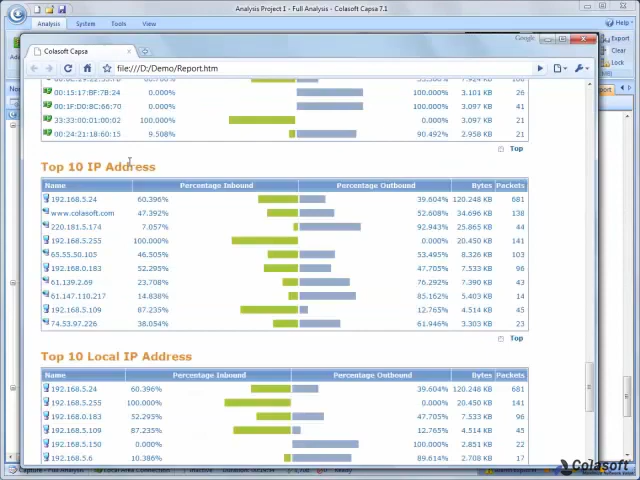 Analysis Project 1 - Full Analysis - Colasoft Capsa 7.1
Analysis System Tools View
Help
Google
Export
Clear
Lock
Colasoft Capsa
file:///D:/Demo/Report.htm
00:15:17:BF:7B:24 0.000% 100.000% 3.101 KB 26
00:1F:D0:8C:66:70 0.000% 100.000% 3.097 KB 41
33:33:00:01:00:02 100.000% 0.000% 3.097 KB 21
00:24:21:18:60:15 9.508% 90.492% 2.958 KB 21
Top
Top 10 IP Address
Name Percentage Inbound Percentage Outbound Bytes Packets
192.168.5.24 60.396% 39.604% 120.248 KB 681
www.colasoft.com 47.392% 52.608% 34.696 KB 138
220.181.5.174 7.057% 92.943% 25.865 KB 44
192.168.5.255 100.000% 0.000% 20.450 KB 141
65.55.50.105 46.505% 53.495% 8.326 KB 103
192.168.0.183 52.295% 47.705% 7.533 KB 96
61.139.2.69 23.708% 76.292% 7.390 KB 43
61.147.110.217 14.838% 85.162% 5.403 KB 14
192.168.5.109 87.235% 12.765% 4.514 KB 45
74.53.97.226 38.054% 61.946% 3.303 KB 23
Top
Top 10 Local IP Address
Name Percentage Inbound Percentage Outbound Bytes Packets
192.168.5.24 60.396% 39.604% 120.248 KB 681
192.168.5.255 100.000% 0.000% 20.450 KB 141
192.168.0.183 52.295% 47.705% 7.533 KB 96
192.168.5.109 87.235% 12.765% 4.514 KB 45
192.168.5.150 0.000% 100.000% 2.851 KB 22
192.168.5.6 10.386% 89.614% 2.708 KB 17
Capture - Full Analysis Local Area Connection Inactive Ready
Colasoft